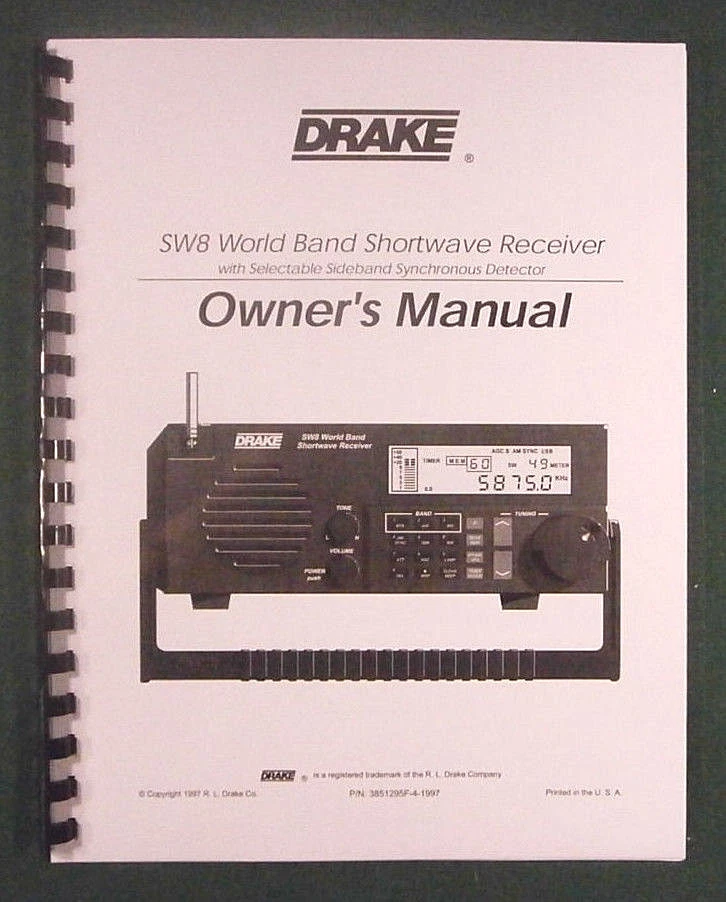 DRAKE ®
SW8 World Band Shortwave Receiver
with Selectable Sideband Synchronous Detector
Owner's Manual
DRAKE
SW8 World Band
Shortwave Receiver
AGC S AM SYNC USB
TIMER MEM 60 SW 49 METER
5875.0 KHz
TONE
BAND
TUNING
VOLUME
POWER
push
DRAKE ® is a registered trademark of the R. L. Drake Company
© Copyright 1997 R. L. Drake Co.
P/N: 3851295F-4-1997
Printed in the U. S. A.